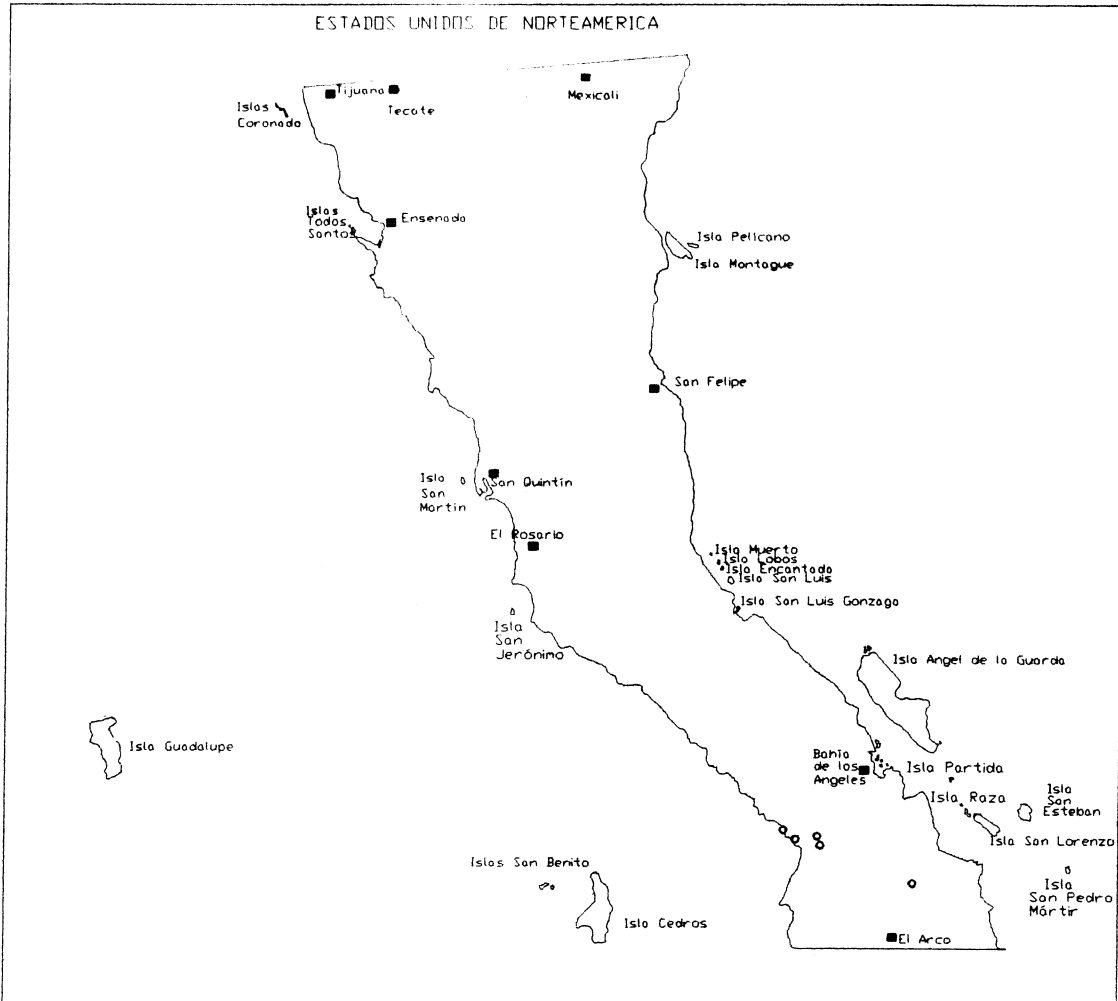 ESTADOS UNIDOS DE NORTEAMERICA
Tijuana
Mexicali
Islas
Coronado
Tecate
Islas
Todos
Santos
Ensenada
Isla Pelicano
Isla Montague
San Felipe
Isla
San
Martín
San Quintín
El Rosario
Isla Muerto
Isla Lobos
Isla Encantada
Isla San Luis
Isla San Luis Gonzaga
Isla
San
Jerónimo
Isla Angel de la Guarda
Isla Guadalupe
Bahía
de los
Angeles
Isla Partida
Isla Raza
Isla
San
Esteban
Isla San Lorenzo
Islas San Benito
Isla Cedros
Isla
San Pedro
Mártir
El Arco